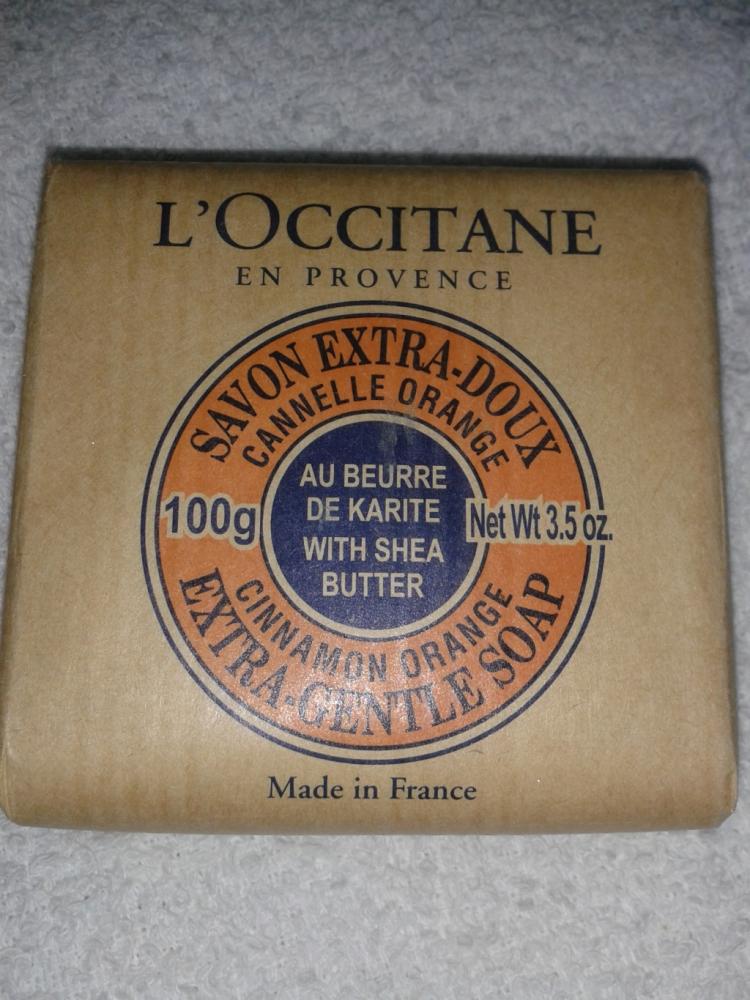 L'OCCITANE
EN PROVENCE
SAVON EXTRA-DOUX
CANNELLE ORANGE
100g
AU BEURRE
DE KARITE
WITH SHEA
BUTTER
Net Wt 3.5 oz.
CINNAMON ORANGE
EXTRA-GENTLE SOAP
Made in France